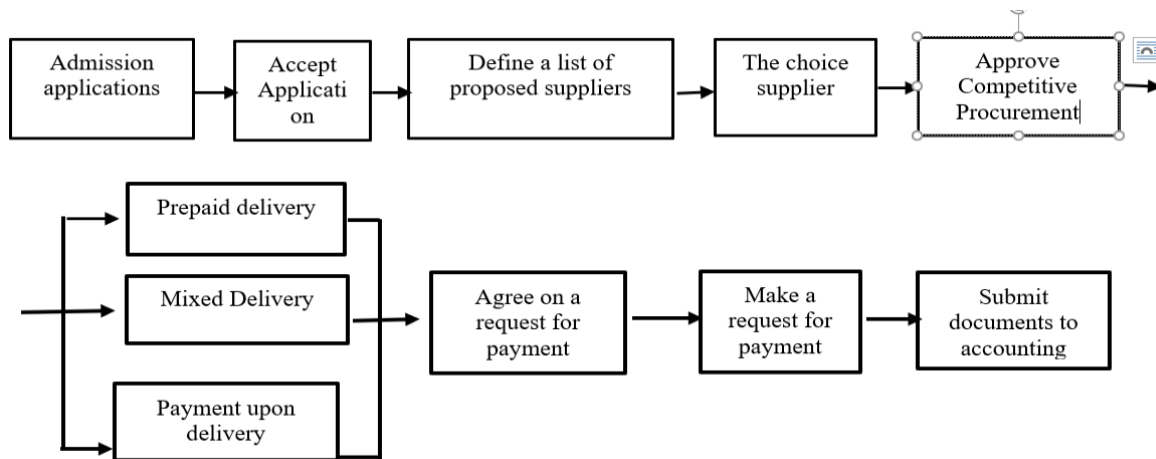 Admission
applications
Accept
Applicati
on
Define a list of
proposed suppliers
The choice
supplier
Approve
Competitive
Procurement
Prepaid delivery
Mixed Delivery
Payment upon
delivery
Agree on a
request for
payment
Make a
request for
payment
Submit
documents to
accounting